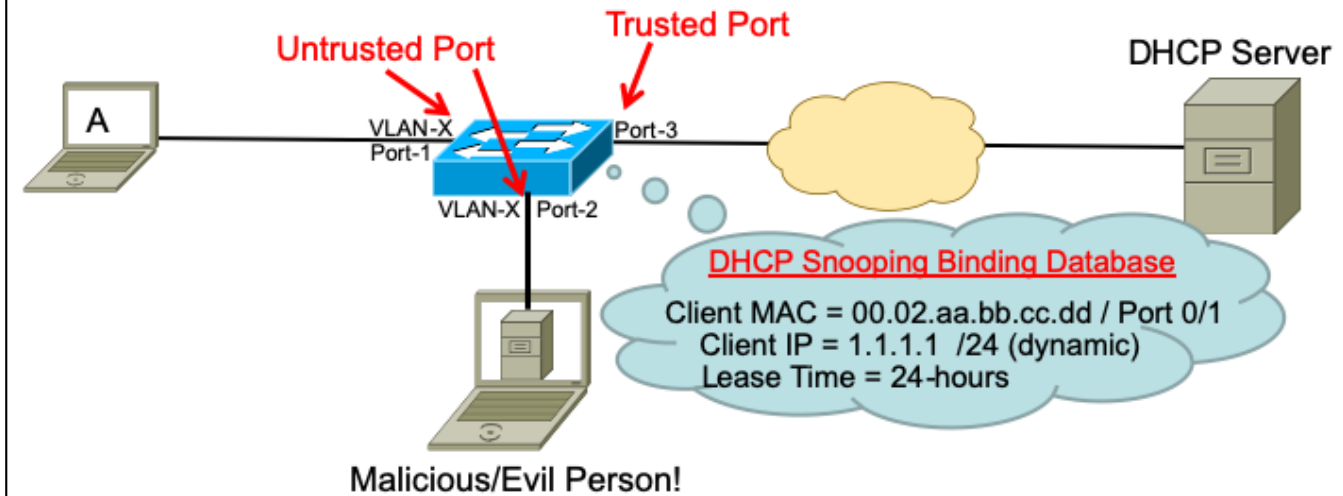 Untrusted Port
Trusted Port
DHCP Server
A
VLAN-X
Port-1
Port-3
VLAN-X
Port-2
DHCP Snooping Binding Database
Client MAC = 00.02.aa.bb.cc.dd / Port 0/1
Client IP = 1.1.1.1 /24 (dynamic)
Lease Time = 24-hours
Malicious/Evil Person!